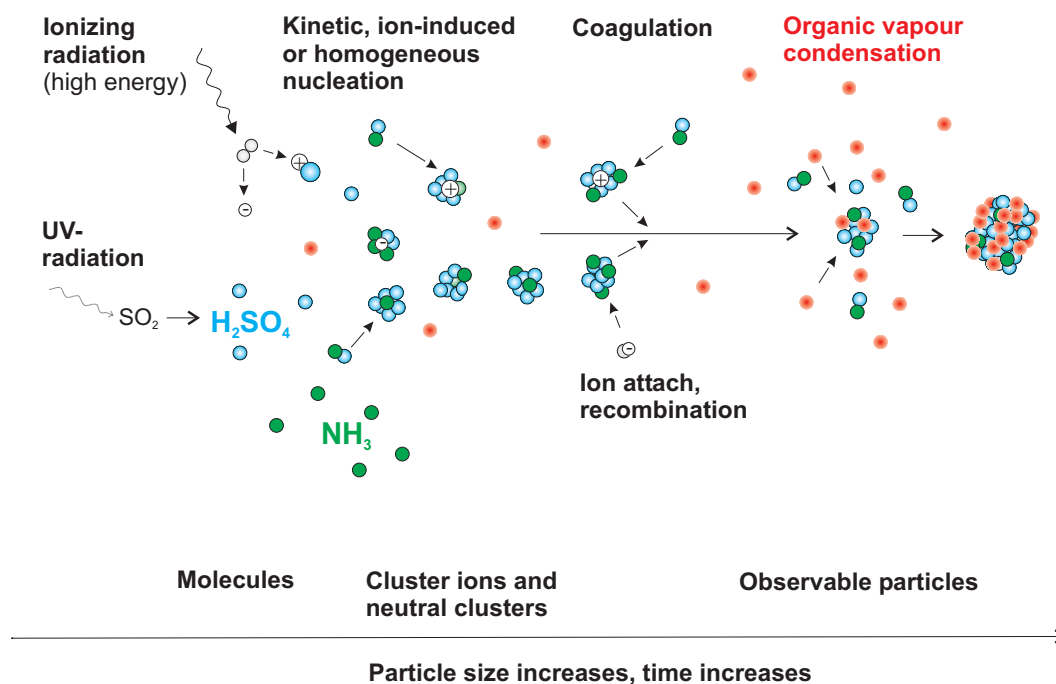 Ionizing
radiation
(high energy)
Kinetic, ion-induced
or homogeneous
nucleation
Coagulation
Organic vapour
condensation
UV-
radiation
SO₂
H₂SO₄
NH₃
+
-
+
-
+
-
Ion attach,
recombination
Molecules
Cluster ions and
neutral clusters
Observable particles
Particle size increases, time increases